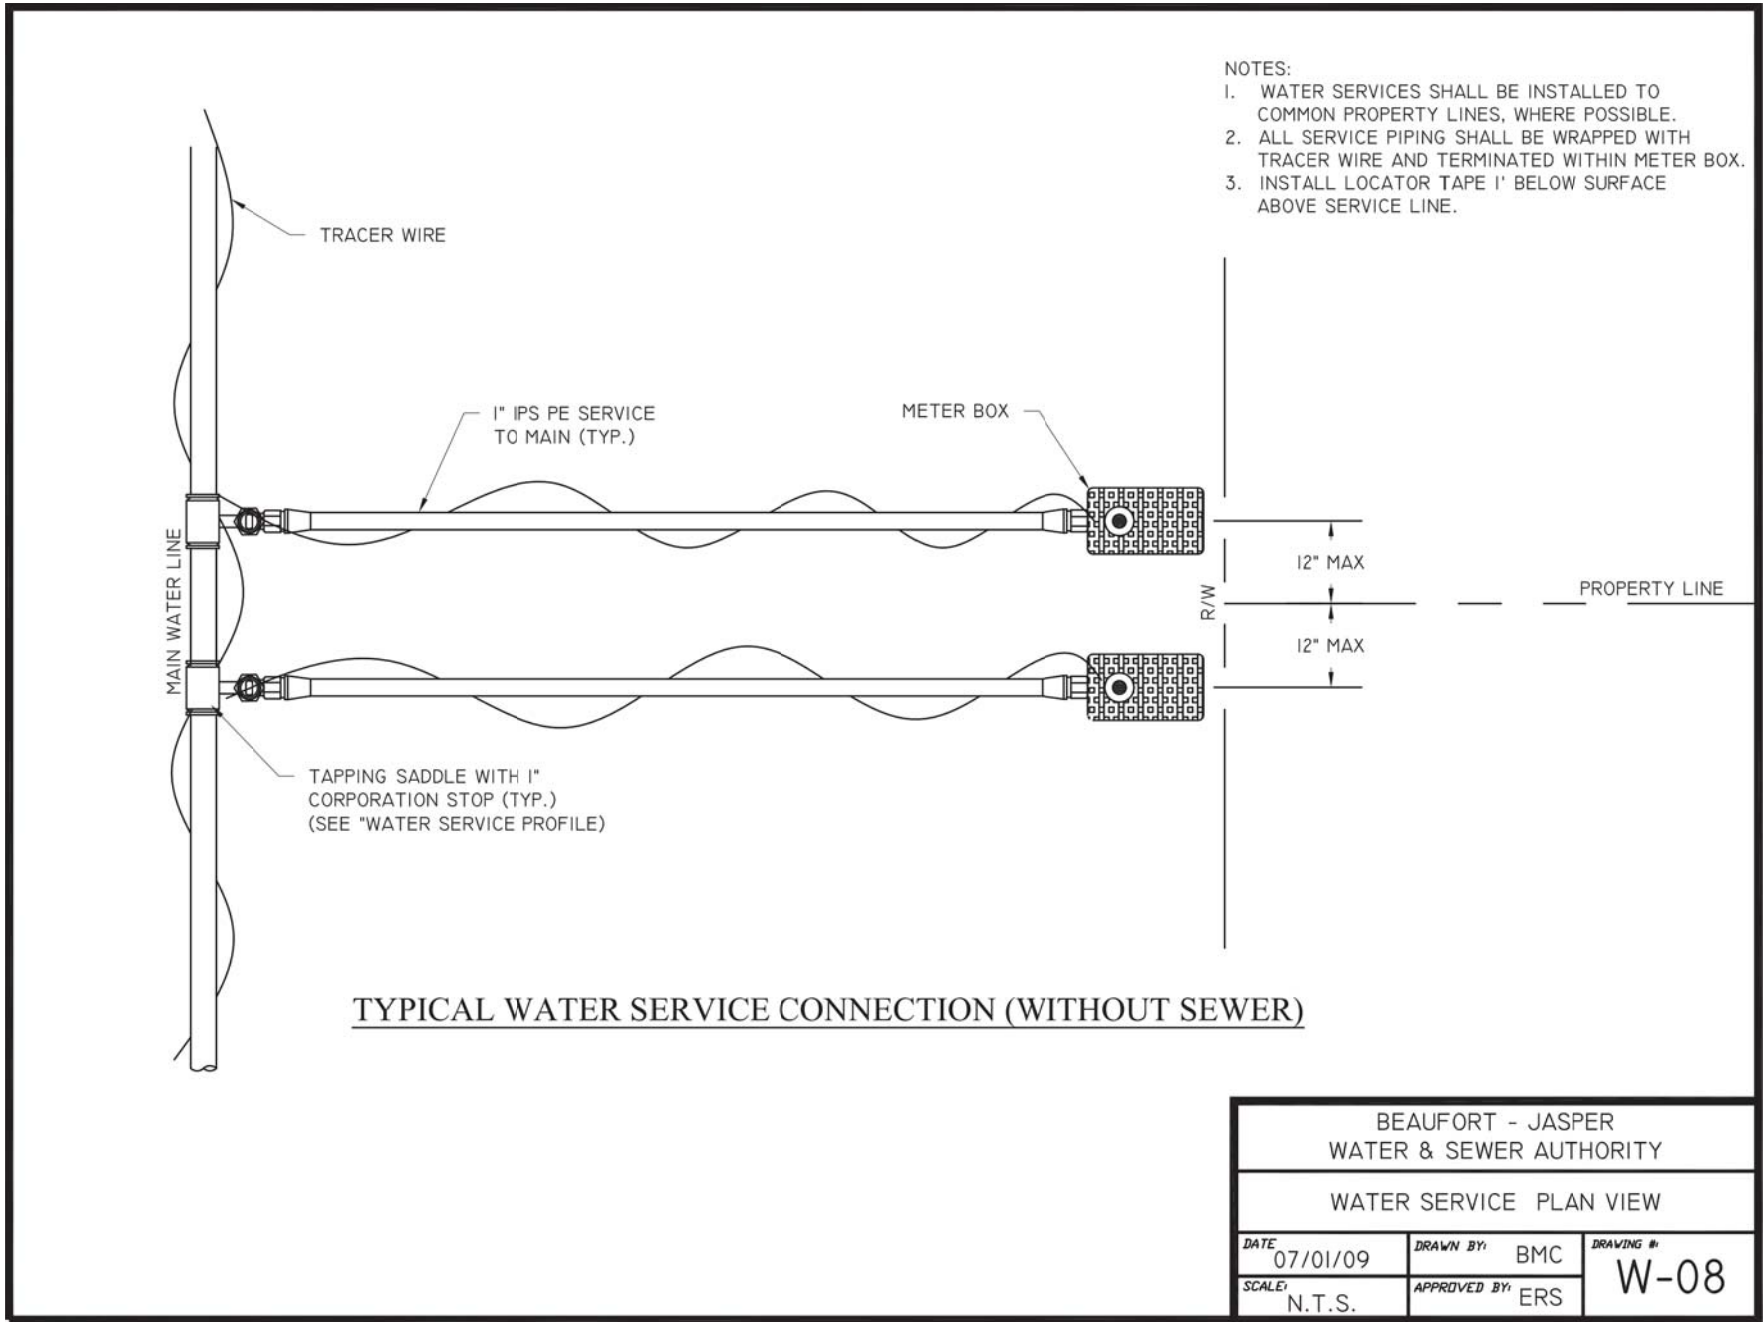 NOTES:
1. WATER SERVICES SHALL BE INSTALLED TO
COMMON PROPERTY LINES, WHERE POSSIBLE.
2. ALL SERVICE PIPING SHALL BE WRAPPED WITH
TRACER WIRE AND TERMINATED WITHIN METER BOX.
3. INSTALL LOCATOR TAPE 1' BELOW SURFACE
ABOVE SERVICE LINE.
TRACER WIRE
1" IPS PE SERVICE
TO MAIN (TYP.)
METER BOX
MAIN WATER LINE
R/W
12" MAX
PROPERTY LINE
12" MAX
TAPPING SADDLE WITH 1"
CORPORATION STOP (TYP.)
(SEE "WATER SERVICE PROFILE)
TYPICAL WATER SERVICE CONNECTION (WITHOUT SEWER)
BEAUFORT - JASPER
WATER & SEWER AUTHORITY
WATER SERVICE PLAN VIEW
DATE 07/01/09
DRAWN BY: BMC
DRAWING #: W-08
SCALE: N.T.S.
APPROVED BY: ERS